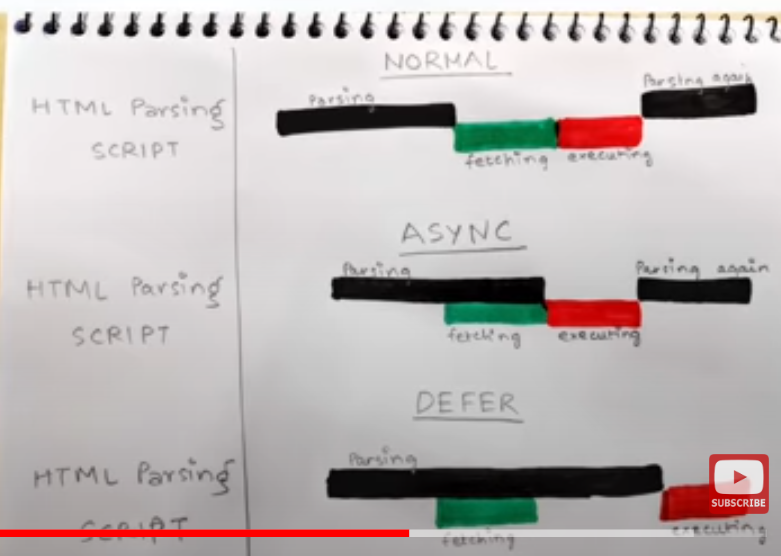 NORMAL
Parsing
Parsing again
HTML Parsing
SCRIPT
fetching executing
ASYNC
Parsing
Parsing again
HTML Parsing
SCRIPT
fetching executing
DEFER
Parsing
HTML Parsing
SUBSCRIBE
SCRIPT
fetching
executing